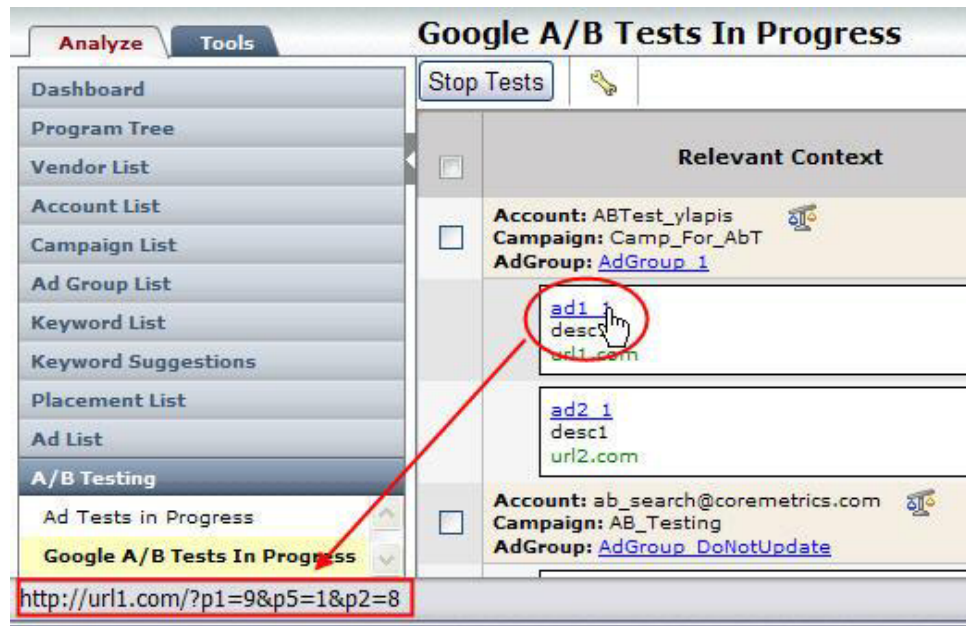 Analyze
Tools
Google A/B Tests In Progress
Stop Tests
Dashboard
Program Tree
Vendor List
Account List
Campaign List
Ad Group List
Keyword List
Keyword Suggestions
Placement List
Ad List
A/B Testing
Ad Tests in Progress
Google A/B Tests In Progress
Relevant Context
Account: ABTest_ylapis
Campaign: Camp_For_AbT
AdGroup: AdGroup_1
ad1_1
desc1
url1.com
ad2_1
desc1
url2.com
Account: ab_search@coremetrics.com
Campaign: AB_Testing
AdGroup: AdGroup_DoNotUpdate
http://url1.com/?p1=9&p5=1&p2=8